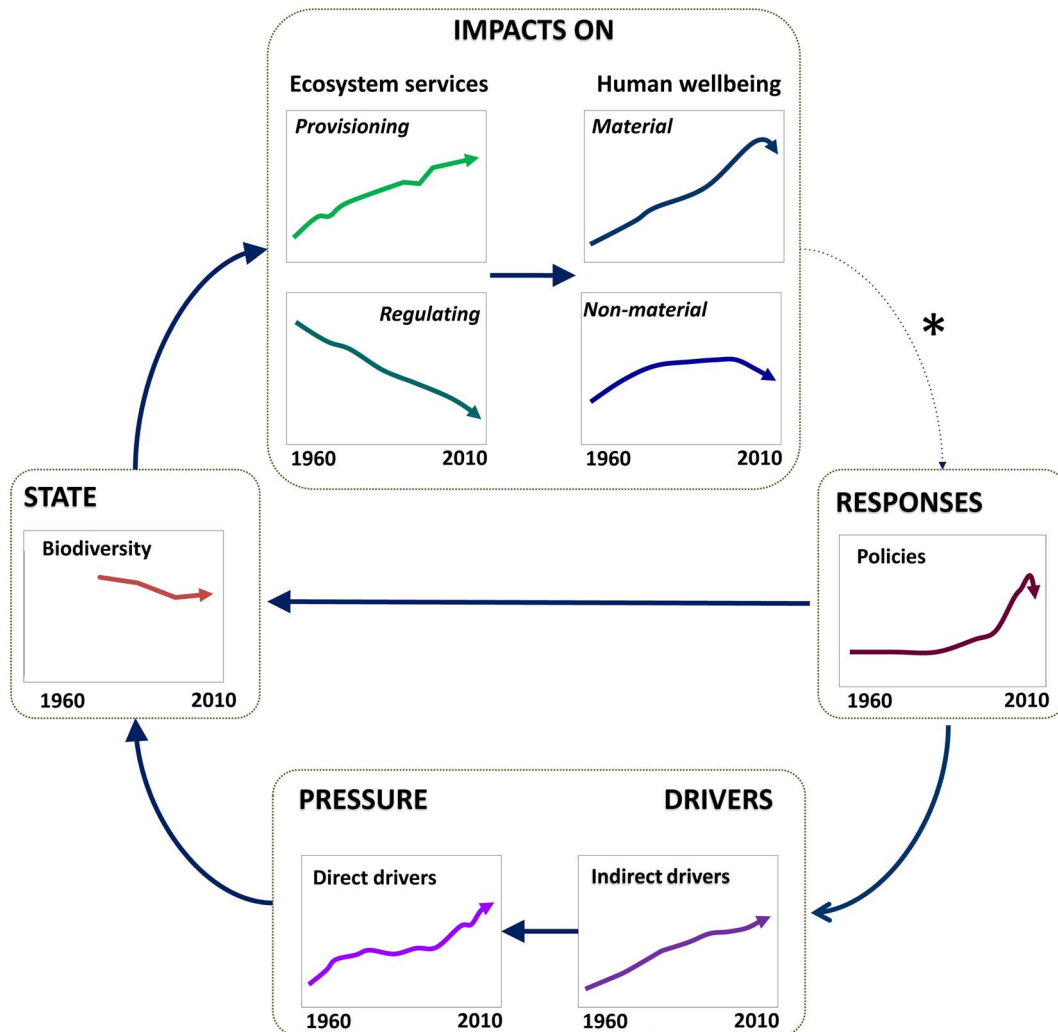 IMPACTS ON
Ecosystem services
Human wellbeing
Provisioning
Material
Regulating
Non-material
1960
2010
1960
2010
*
STATE
Biodiversity
1960
2010
RESPONSES
Policies
1960
2010
PRESSURE
DRIVERS
Direct drivers
Indirect drivers
1960
2010
1960
2010